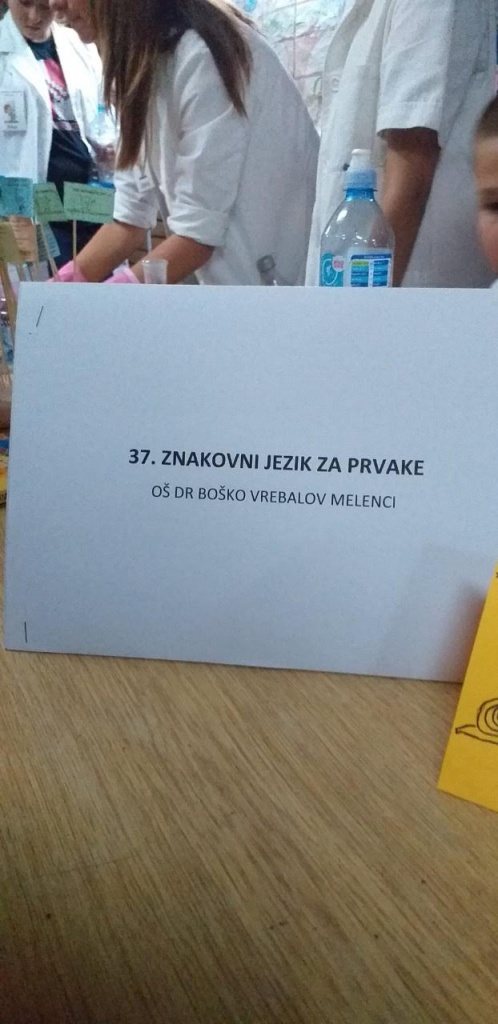 37. ZNAKOVNI JEZIK ZA PRVAKE
OŠ DR BOŠKO VREBALOV MELENCI